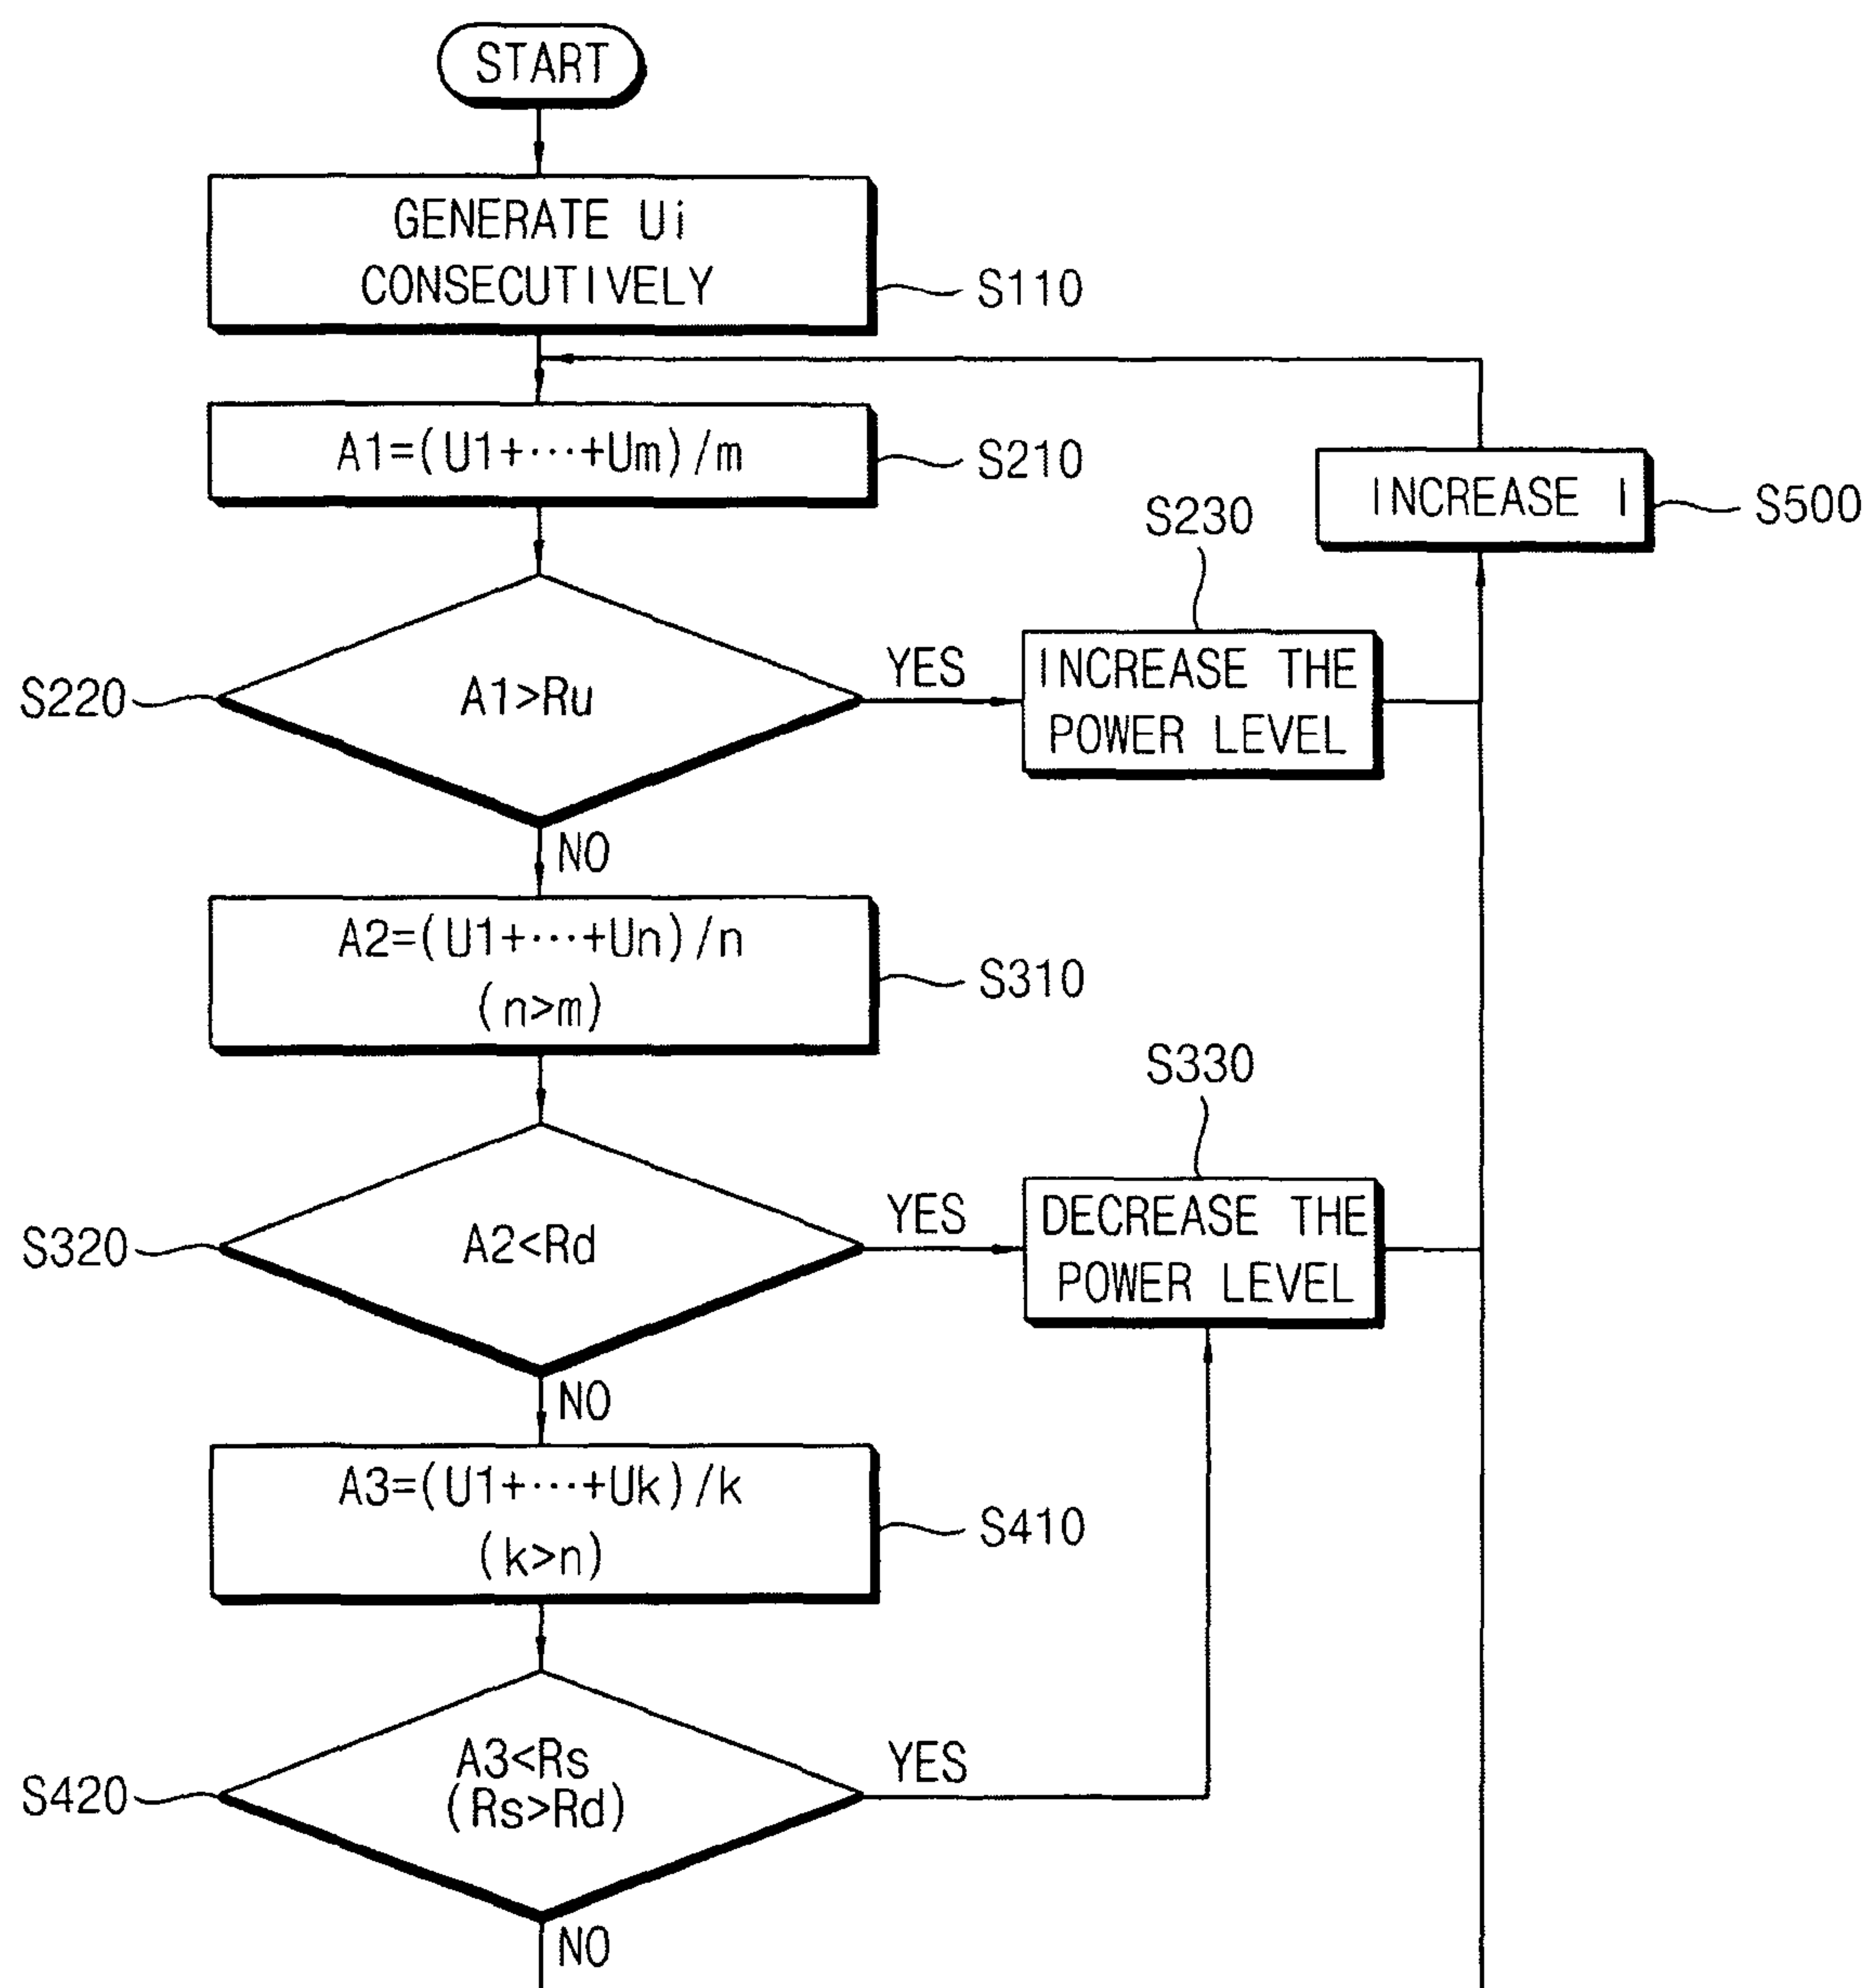 START
GENERATE Ui
CONSECUTIVELY
S110
A1=(U1+···+Um)/m
S210
INCREASE I
S500
S230
S220
A1>Ru
YES
INCREASE THE
POWER LEVEL
NO
A2=(U1+···+Un)/n
(n>m)
S310
S330
S320
A2<Rd
YES
DECREASE THE
POWER LEVEL
NO
A3=(U1+···+Uk)/k
(k>n)
S410
S420
A3<Rs
(Rs>Rd)
YES
NO